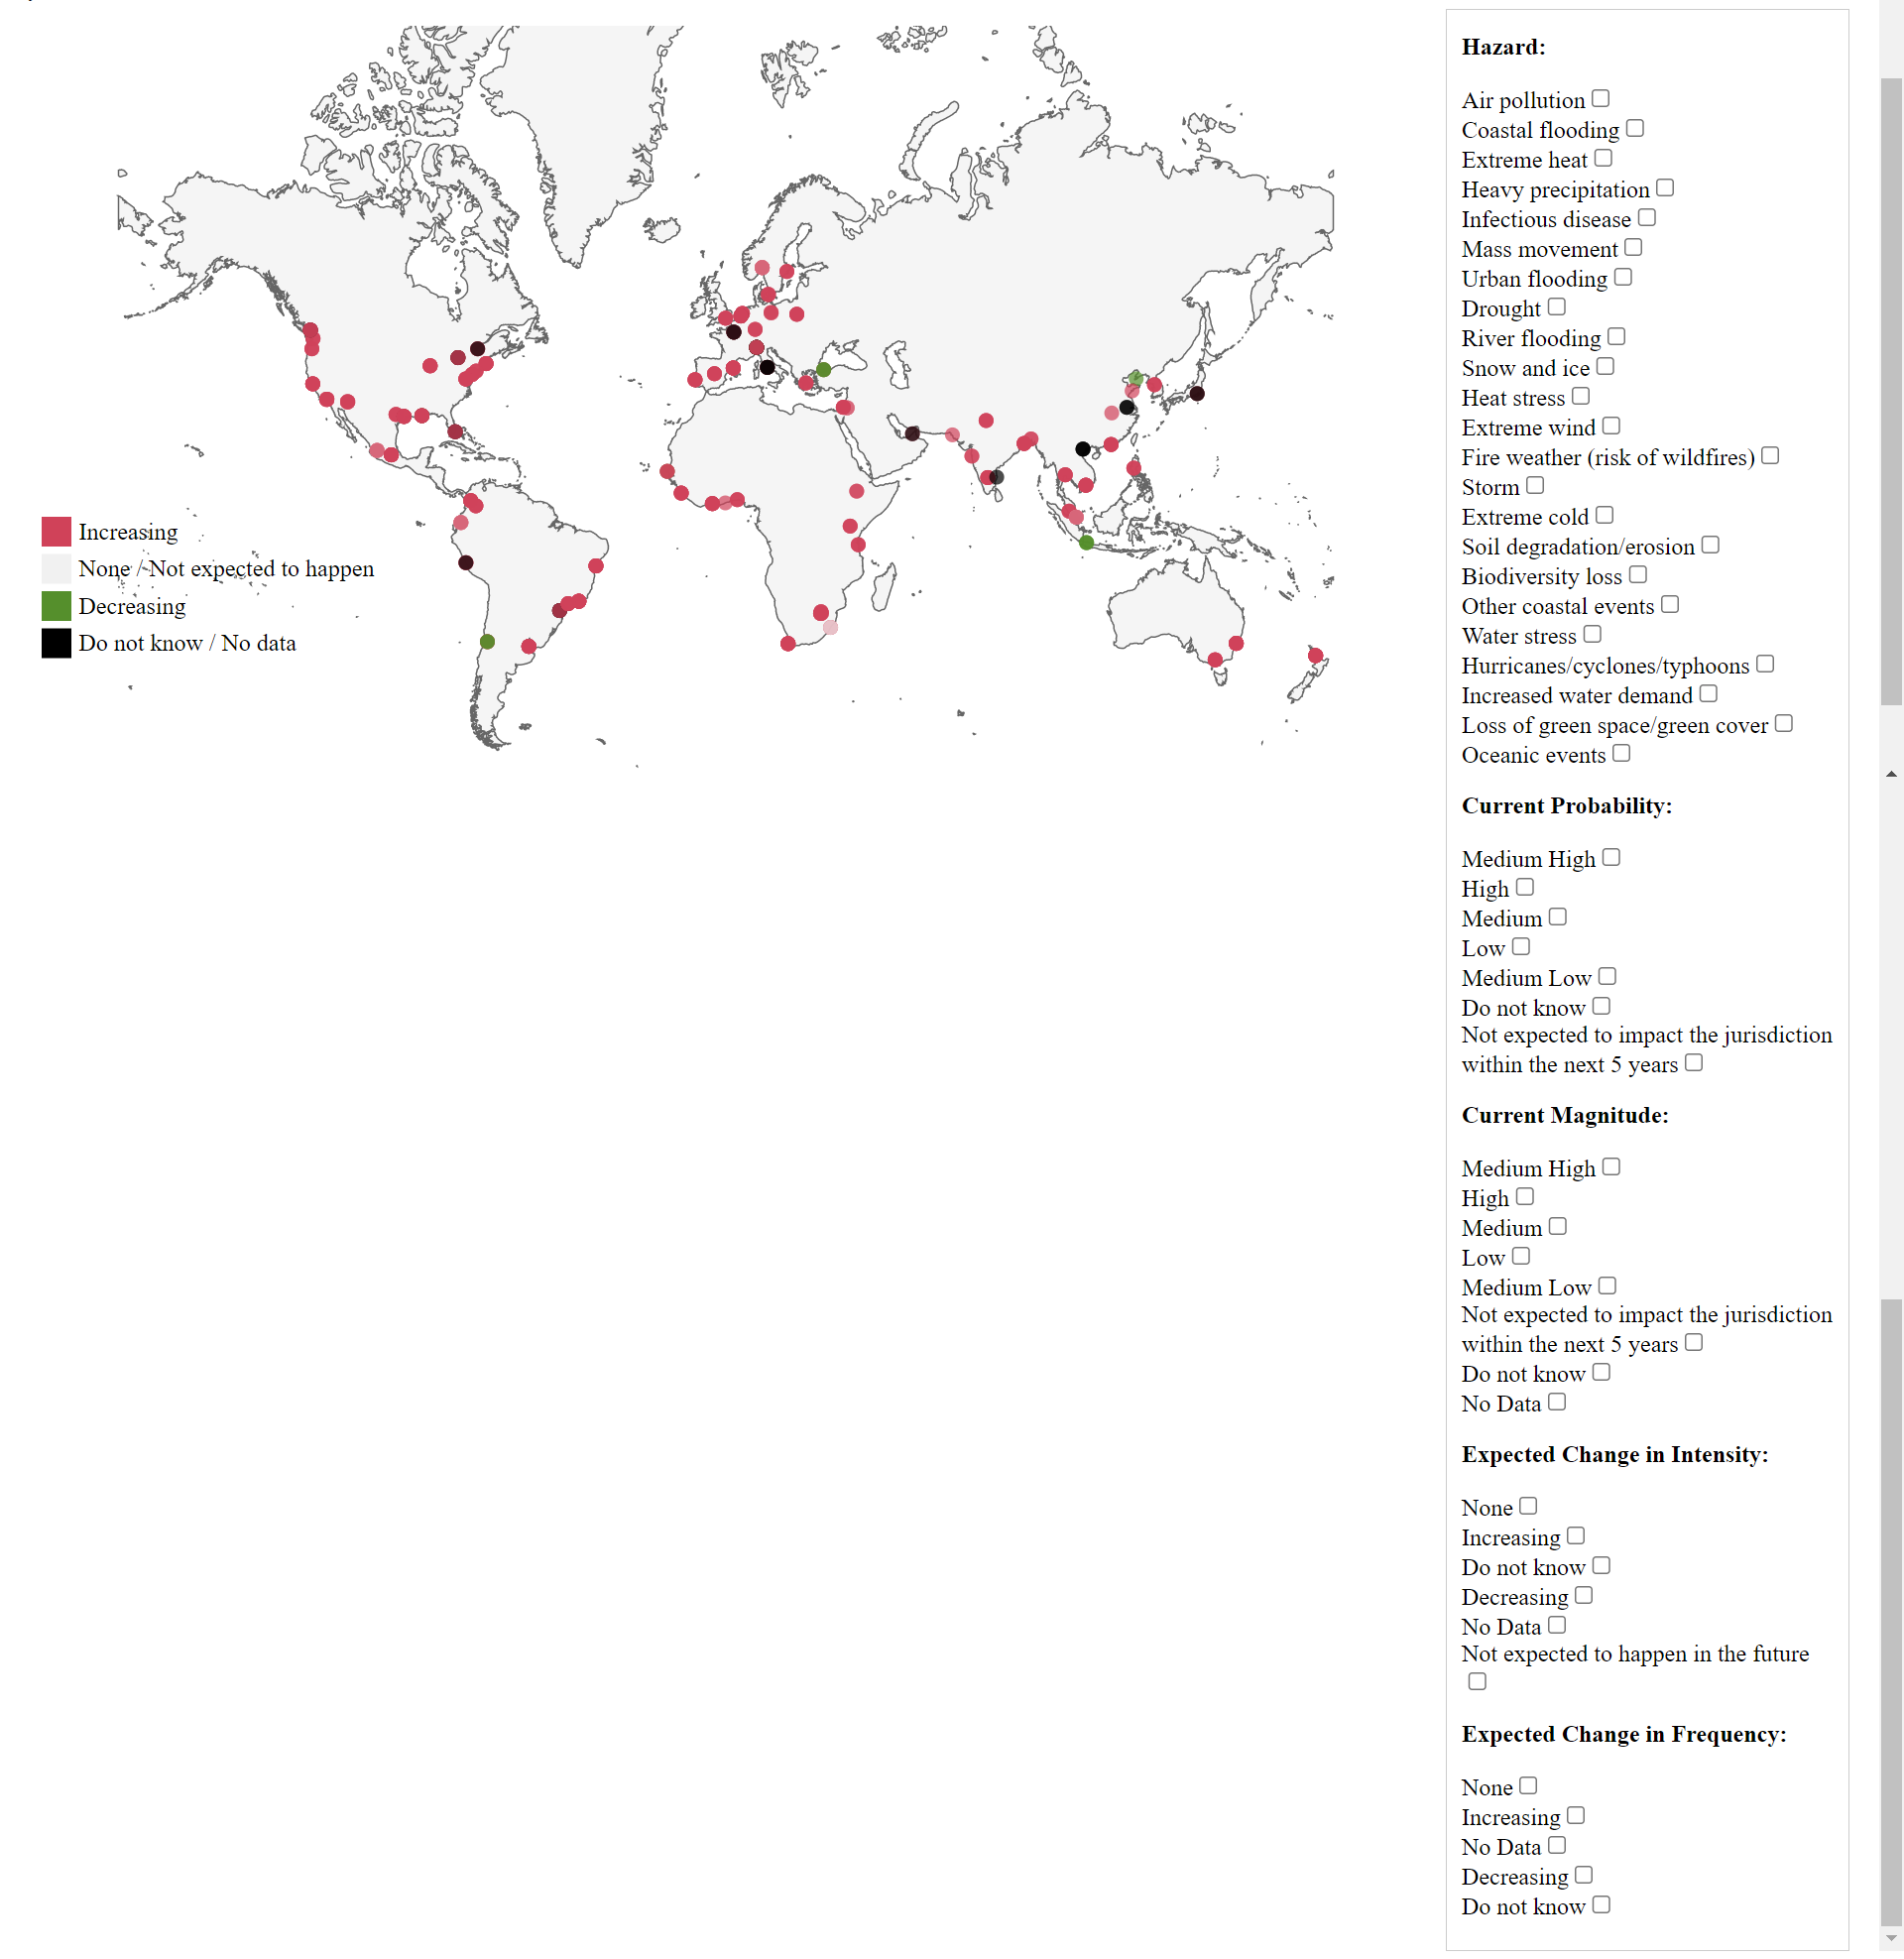 Increasing
None / Not expected to happen
Decreasing
Do not know / No data
Hazard:
Air pollution
Coastal flooding
Extreme heat
Heavy precipitation
Infectious disease
Mass movement
Urban flooding
Drought
River flooding
Snow and ice
Heat stress
Extreme wind
Fire weather (risk of wildfires)
Storm
Extreme cold
Soil degradation/erosion
Biodiversity loss
Other coastal events
Water stress
Hurricanes/cyclones/typhoons
Increased water demand
Loss of green space/green cover
Oceanic events
Current Probability:
Medium High
High
Medium
Low
Medium Low
Do not know
Not expected to impact the jurisdiction
within the next 5 years
Current Magnitude:
Medium High
High
Medium
Low
Medium Low
Not expected to impact the jurisdiction
within the next 5 years
Do not know
No Data
Expected Change in Intensity:
None
Increasing
Do not know
Decreasing
No Data
Not expected to happen in the future
Expected Change in Frequency:
None
Increasing
No Data
Decreasing
Do not know